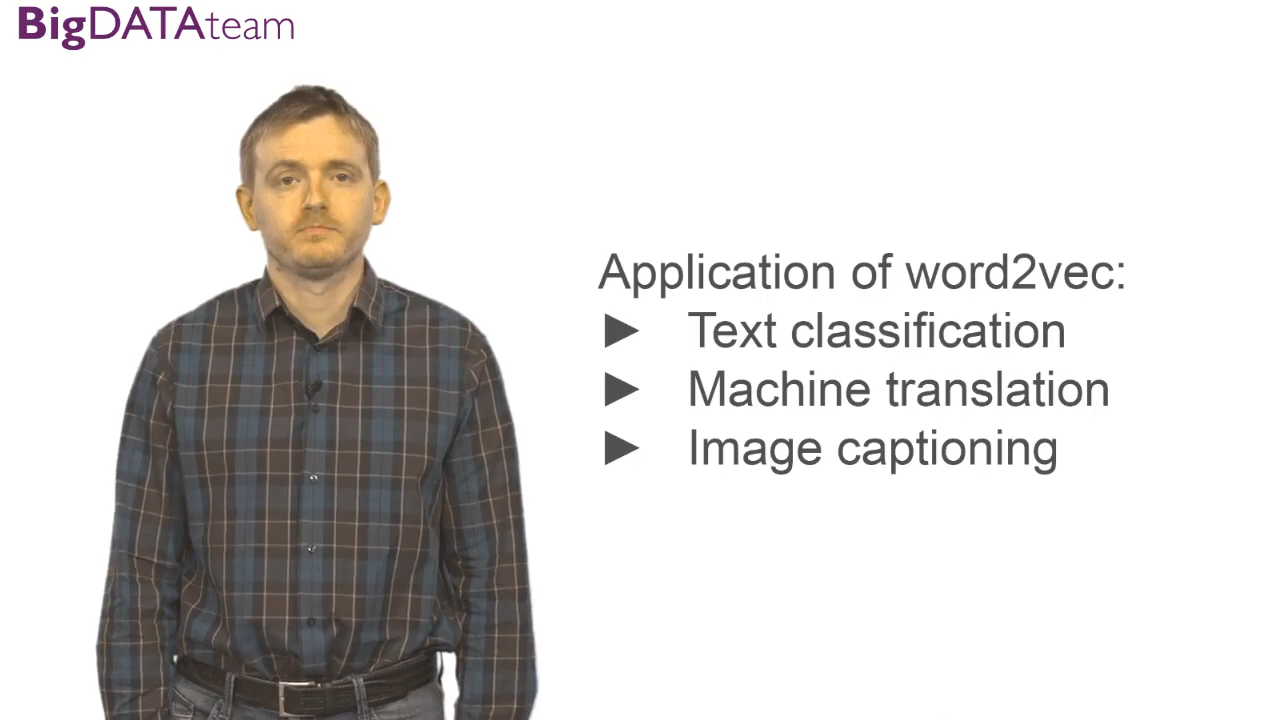 BigDATAteam
Application of word2vec:
► Text classification
► Machine translation
► Image captioning